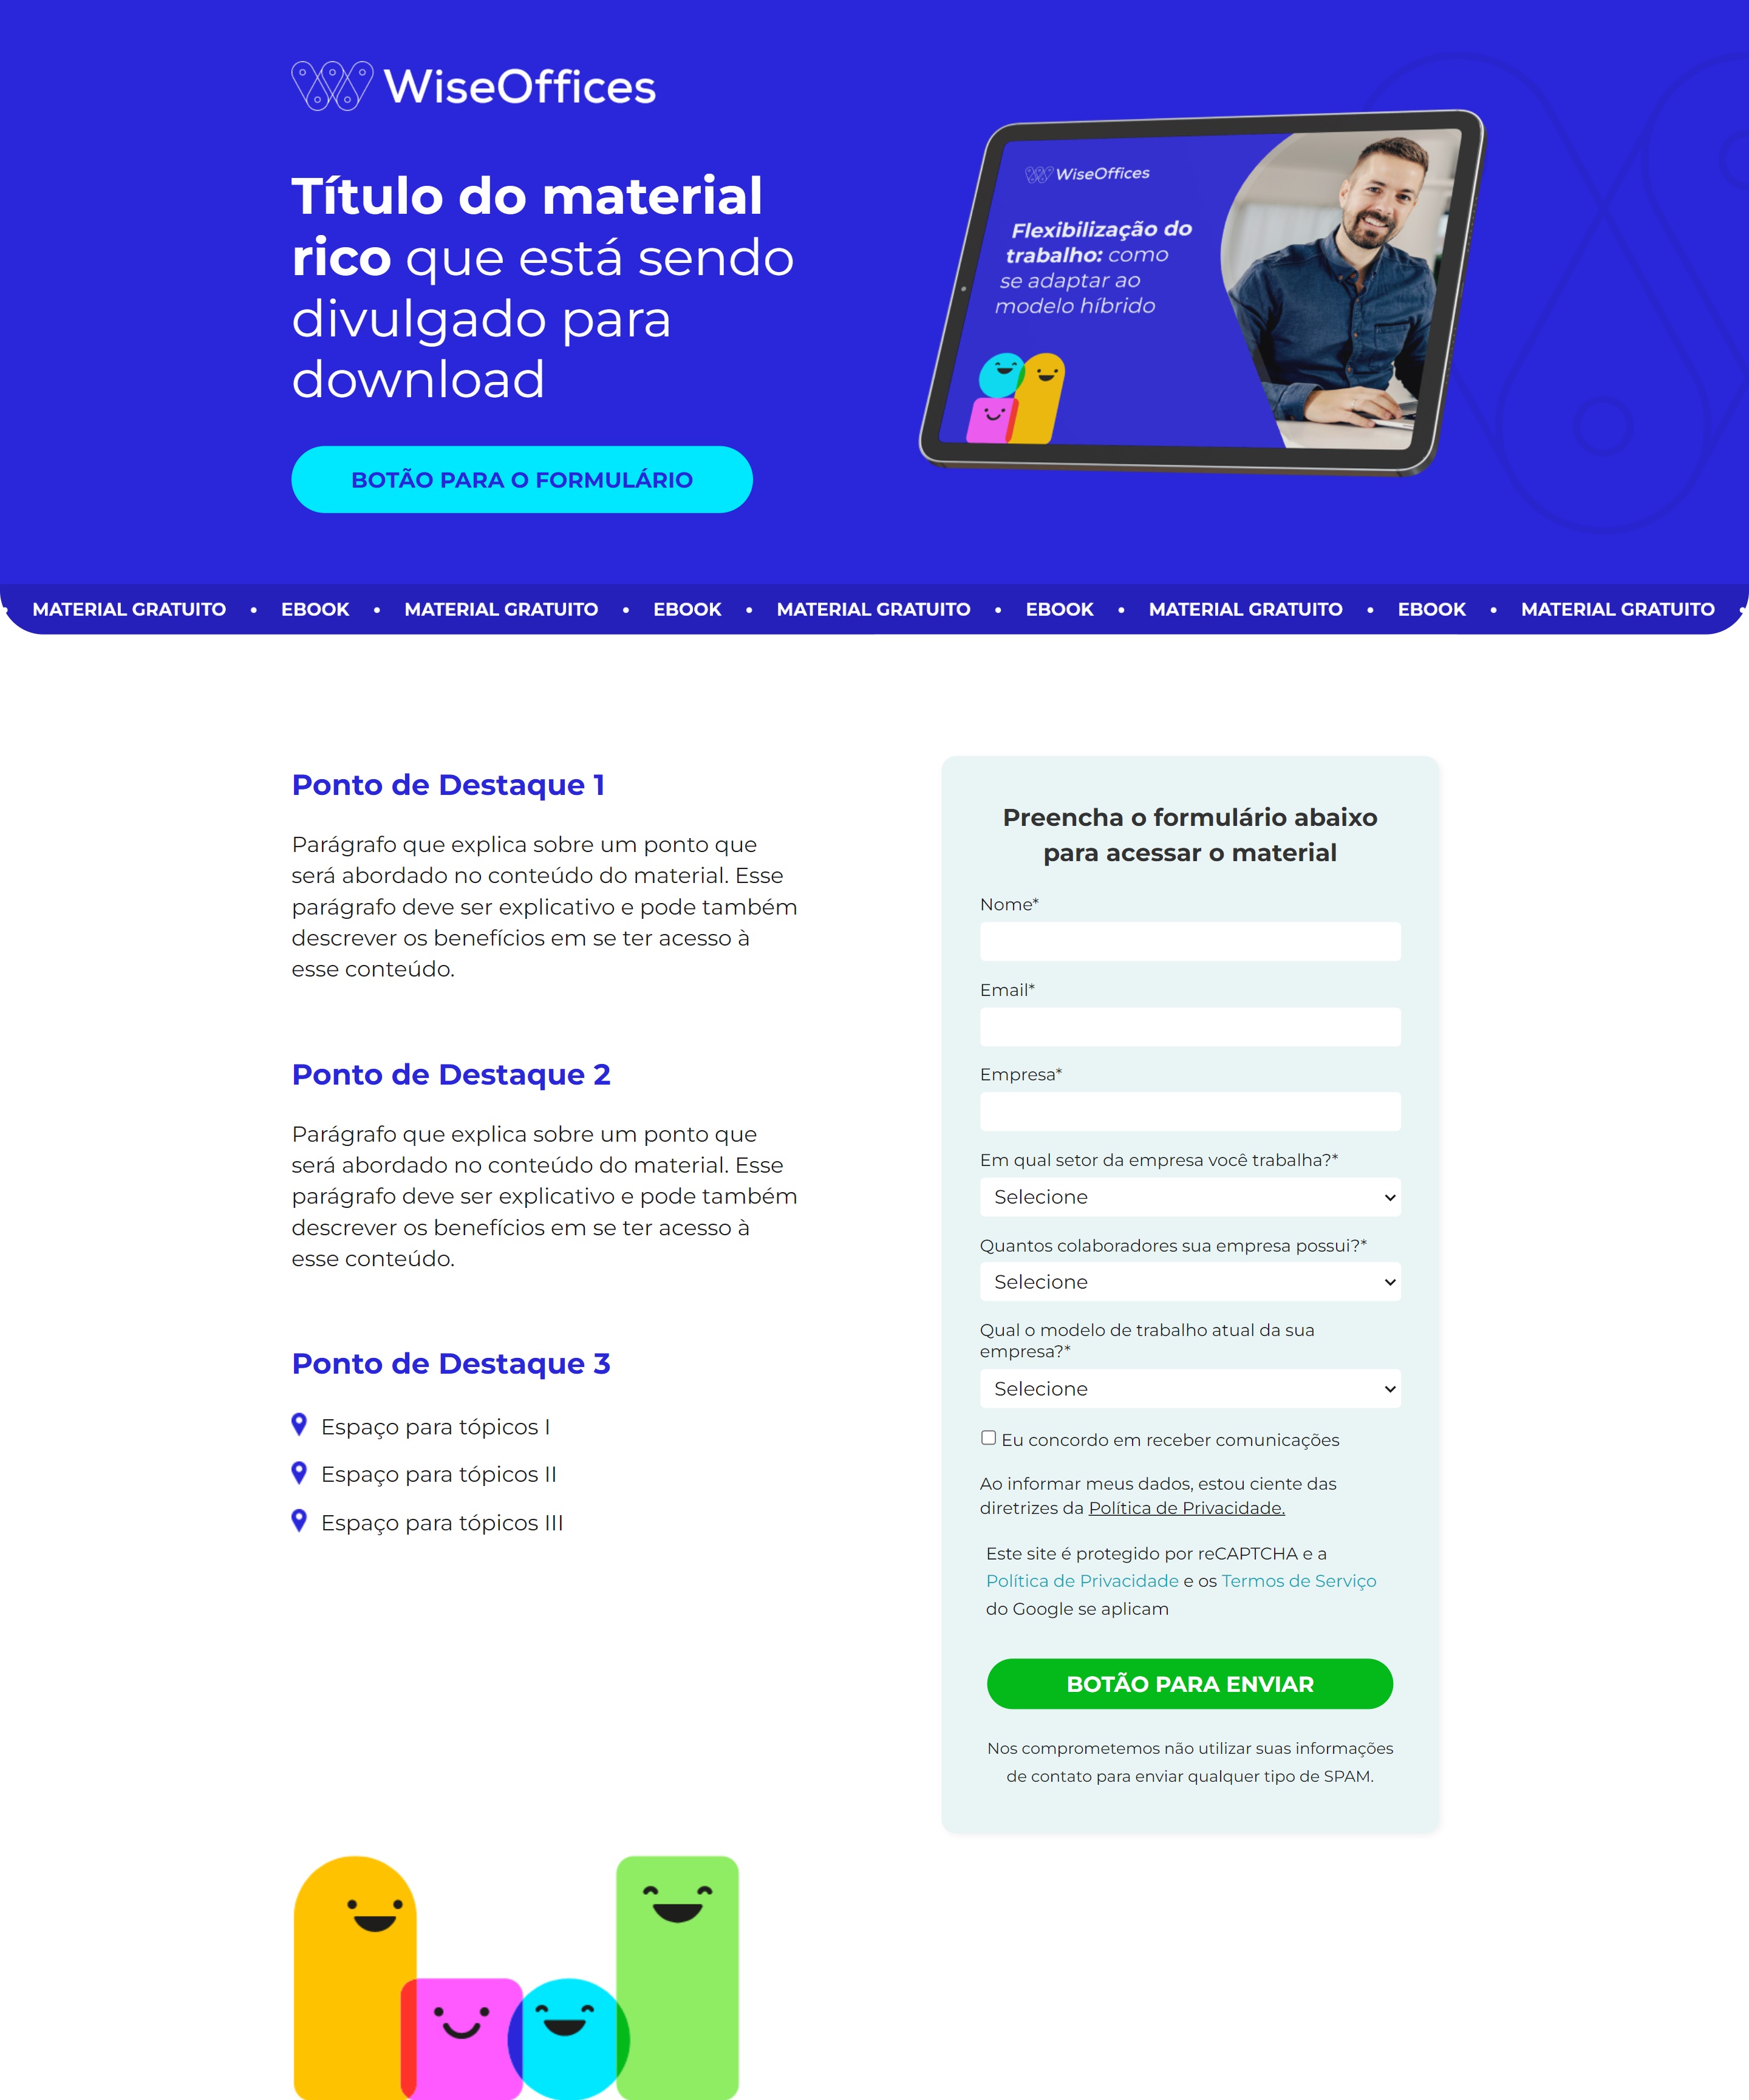 WiseOffices
Título do material
rico que está sendo
divulgado para
download
BOTÃO PARA O FORMULÁRIO
WiseOffices
Flexibilização do
trabalho: como
se adaptar ao
modelo híbrido
• MATERIAL GRATUITO • EBOOK • MATERIAL GRATUITO • EBOOK • MATERIAL GRATUITO • EBOOK • MATERIAL GRATUITO • EBOOK • MATERIAL GRATUITO •
Ponto de Destaque 1
Parágrafo que explica sobre um ponto que
será abordado no conteúdo do material. Esse
parágrafo deve ser explicativo e pode também
descrever os benefícios em se ter acesso à
esse conteúdo.
Ponto de Destaque 2
Parágrafo que explica sobre um ponto que
será abordado no conteúdo do material. Esse
parágrafo deve ser explicativo e pode também
descrever os benefícios em se ter acesso à
esse conteúdo.
Ponto de Destaque 3
Espaço para tópicos I
Espaço para tópicos II
Espaço para tópicos III
Preencha o formulário abaixo
para acessar o material
Nome*
Email*
Empresa*
Em qual setor da empresa você trabalha?*
Selecione
Quantos colaboradores sua empresa possui?*
Selecione
Qual o modelo de trabalho atual da sua
empresa?*
Selecione
Eu concordo em receber comunicações
Ao informar meus dados, estou ciente das
diretrizes da Política de Privacidade.
Este site é protegido por reCAPTCHA e a
Política de Privacidade e os Termos de Serviço
do Google se aplicam
BOTÃO PARA ENVIAR
Nos comprometemos não utilizar suas informações
de contato para enviar qualquer tipo de SPAM.